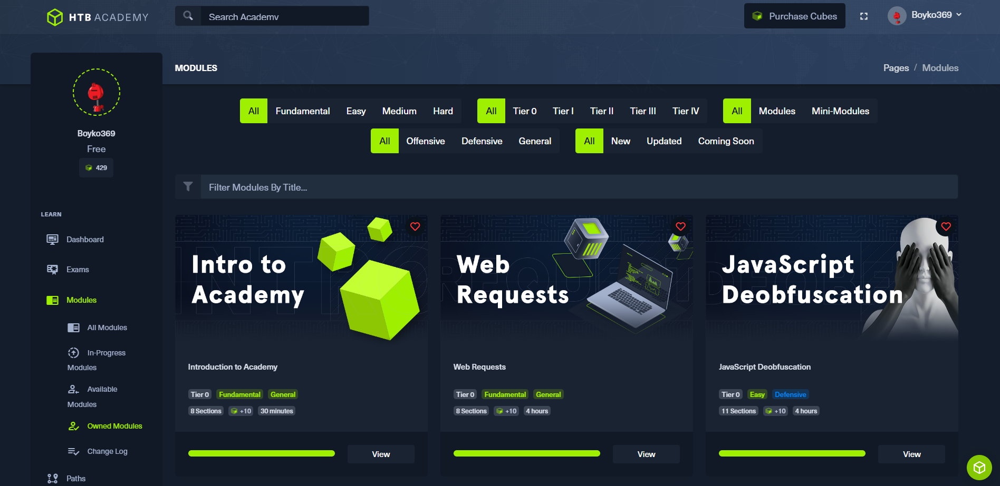 HTB ACADEMY
Search Academy
Purchase Cubes
Boyko369
MODULES
Pages / Modules
Boyko369
Free
429
LEARN
Dashboard
Exams
Modules
All Modules
In-Progress
Modules
Available
Modules
Owned Modules
Change Log
Paths
All Fundamental Easy Medium Hard
All Tier 0 Tier I Tier II Tier III Tier IV
All Modules Mini-Modules
All Offensive Defensive General
All New Updated Coming Soon
Filter Modules By Title...
Intro to
Academy
Introduction to Academy
Tier 0 Fundamental General
8 Sections +10 30 minutes
View
Web
Requests
Web Requests
Tier 0 Fundamental General
8 Sections +10 4 hours
View
JavaScript
Deobfuscation
JavaScript Deobfuscation
Tier 0 Easy Defensive
11 Sections +10 4 hours
View